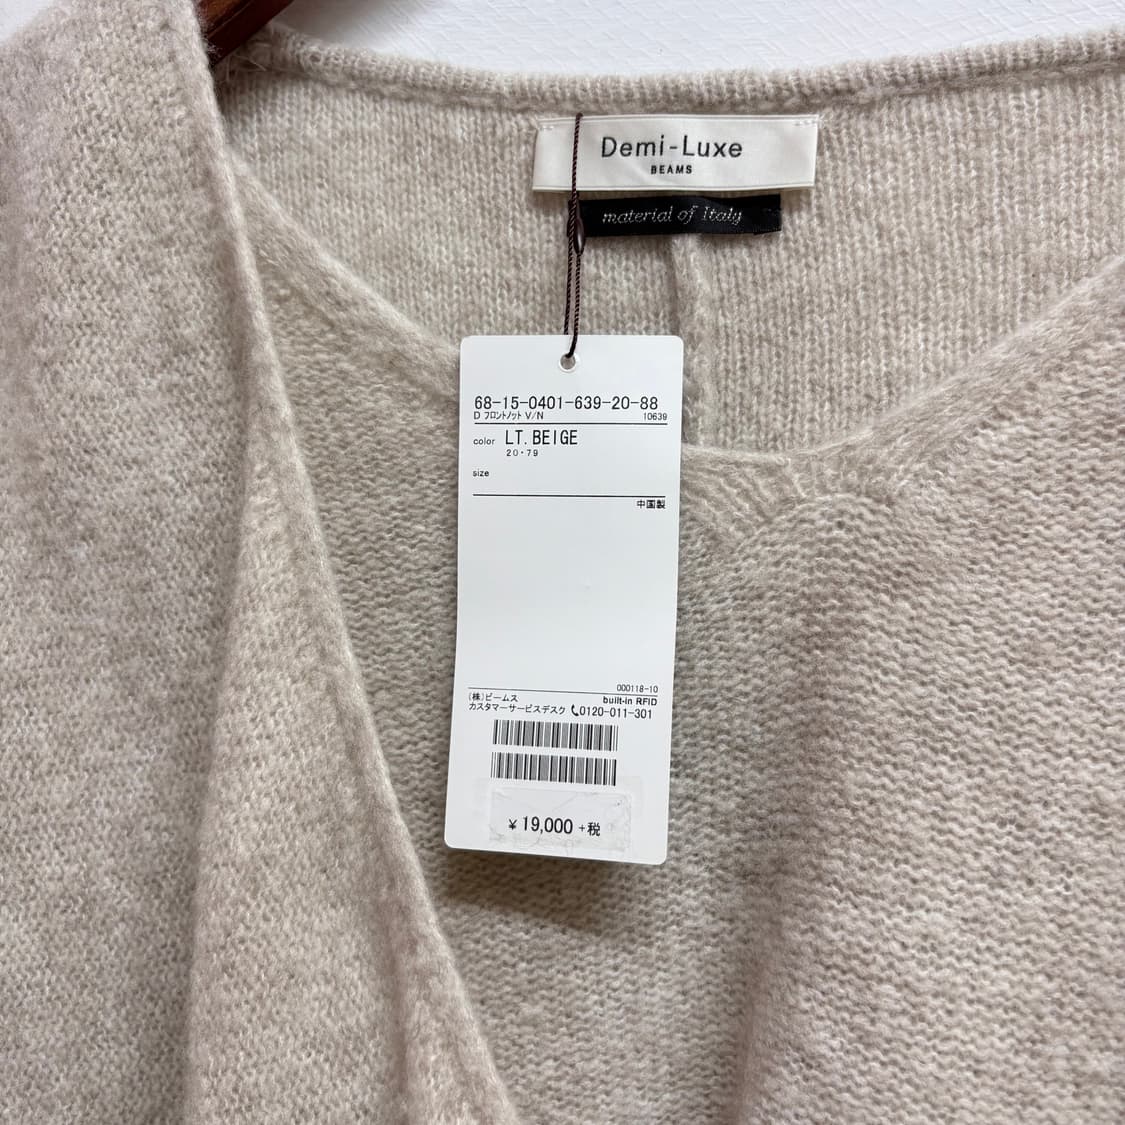 Demi-Luxe
BEAMS
material of Italy
68-15-0401-639-20-88
D フロントノット V/N 10639
color LT.BEIGE
20・79
size
中国製
000118-10
(株)ビームス built-in RFID
カスタマーサービスデスク 0120-011-301
¥19,000+税